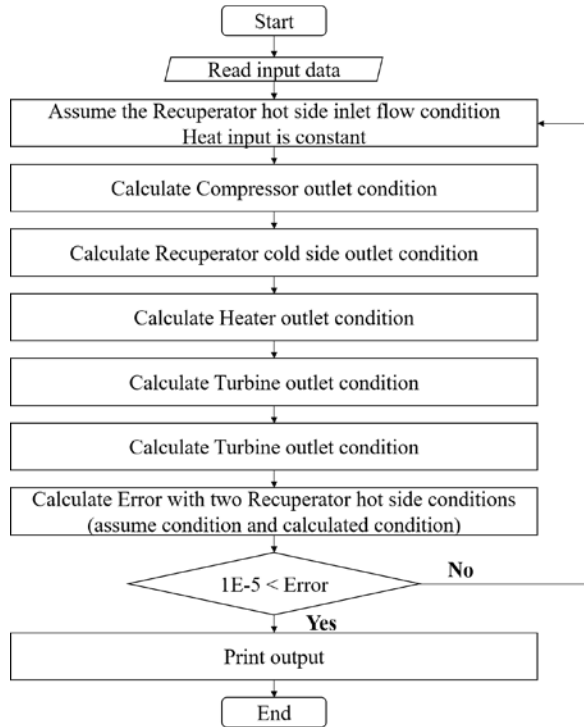 Start
Read input data
Assume the Recuperator hot side inlet flow condition
Heat input is constant
Calculate Compressor outlet condition
Calculate Recuperator cold side outlet condition
Calculate Heater outlet condition
Calculate Turbine outlet condition
Calculate Turbine outlet condition
Calculate Error with two Recuperator hot side conditions
(assume condition and calculated condition)
1E-5 < Error
No
Yes
Print output
End